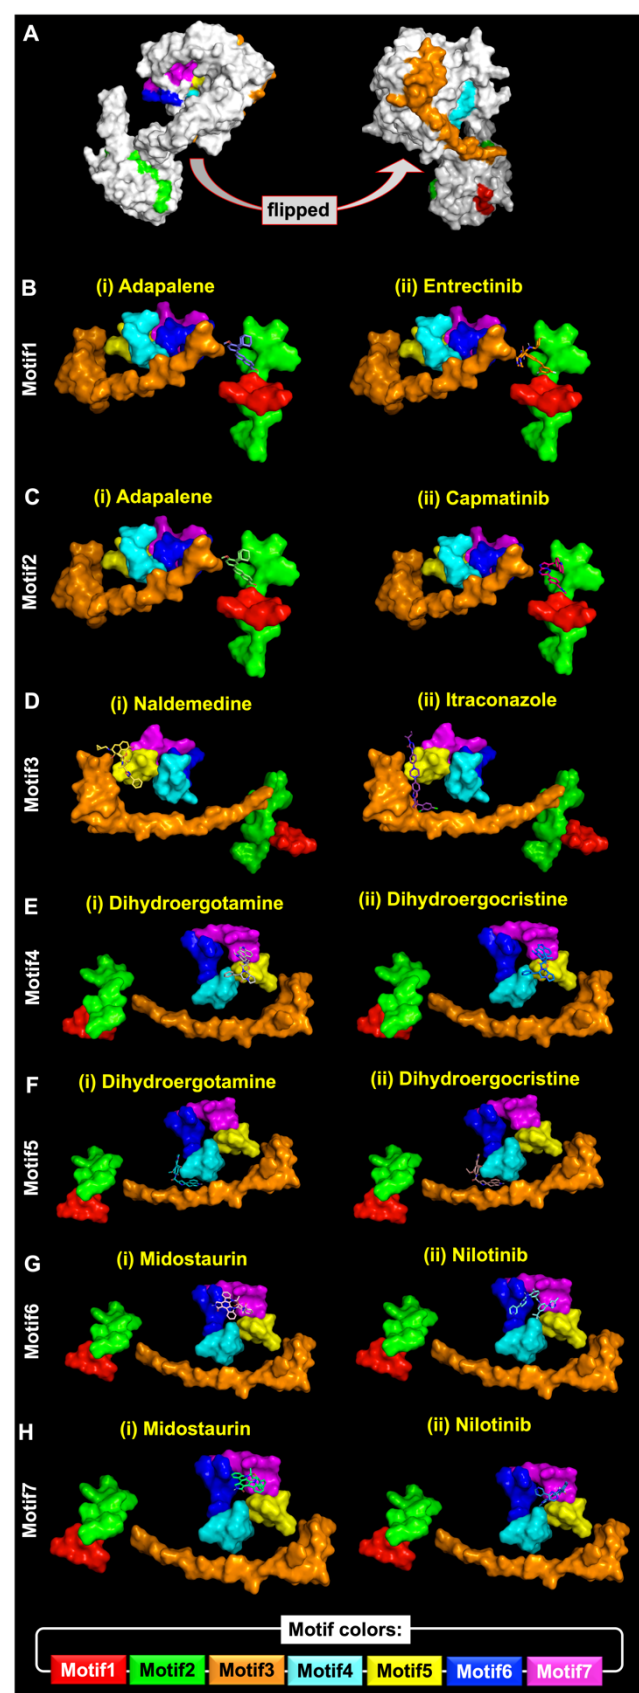 A
flipped
B
(i) Adapalene
(ii) Entrectinib
Motif1
C
(i) Adapalene
(ii) Capmatinib
Motif2
D
(i) Naldemedine
(ii) Itraconazole
Motif3
E
(i) Dihydroergotamine
(ii) Dihydroergocristine
Motif4
F
(i) Dihydroergotamine
(ii) Dihydroergocristine
Motif5
G
(i) Midostaurin
(ii) Nilotinib
Motif6
H
(i) Midostaurin
(ii) Nilotinib
Motif7
Motif colors:
Motif1 Motif2 Motif3 Motif4 Motif5 Motif6 Motif7